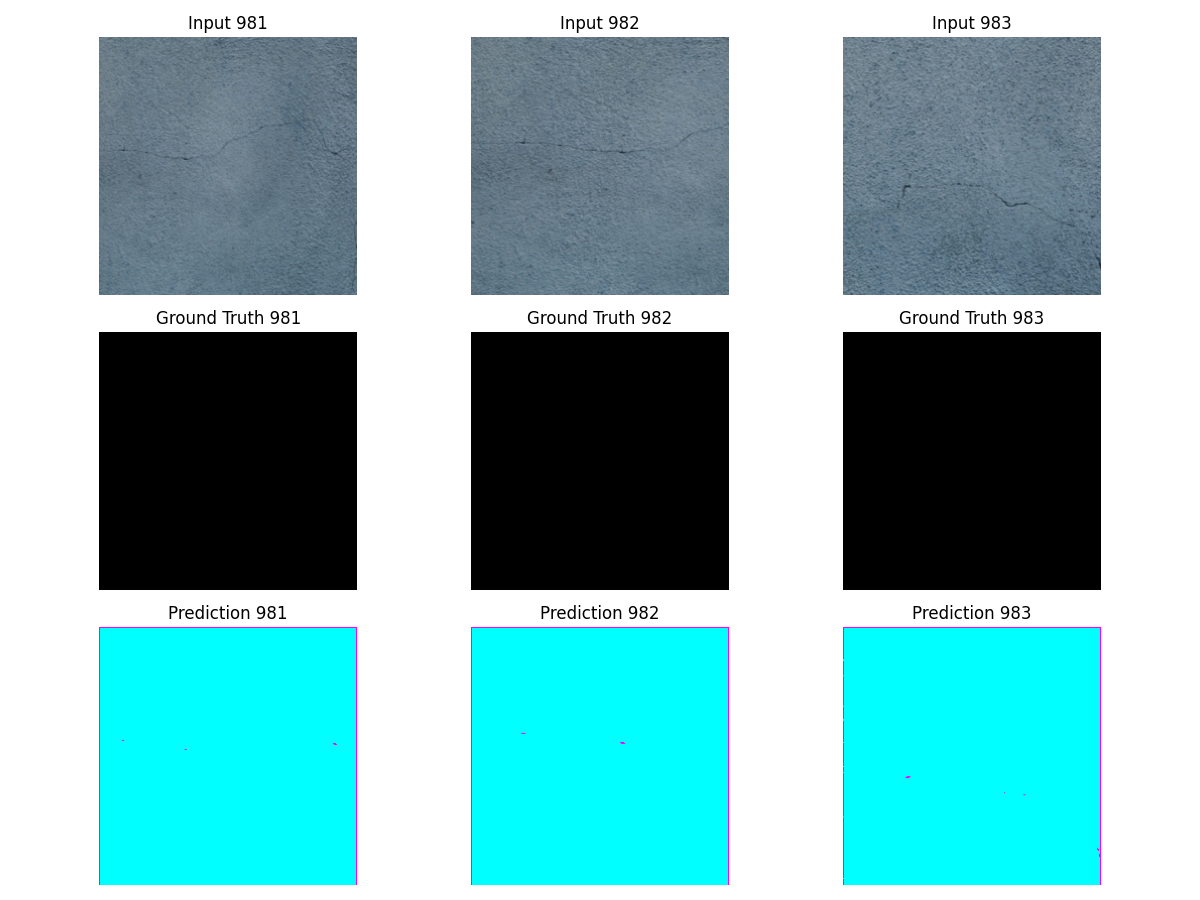 Input 981
Input 982
Input 983
Ground Truth 981
Ground Truth 982
Ground Truth 983
Prediction 981
Prediction 982
Prediction 983